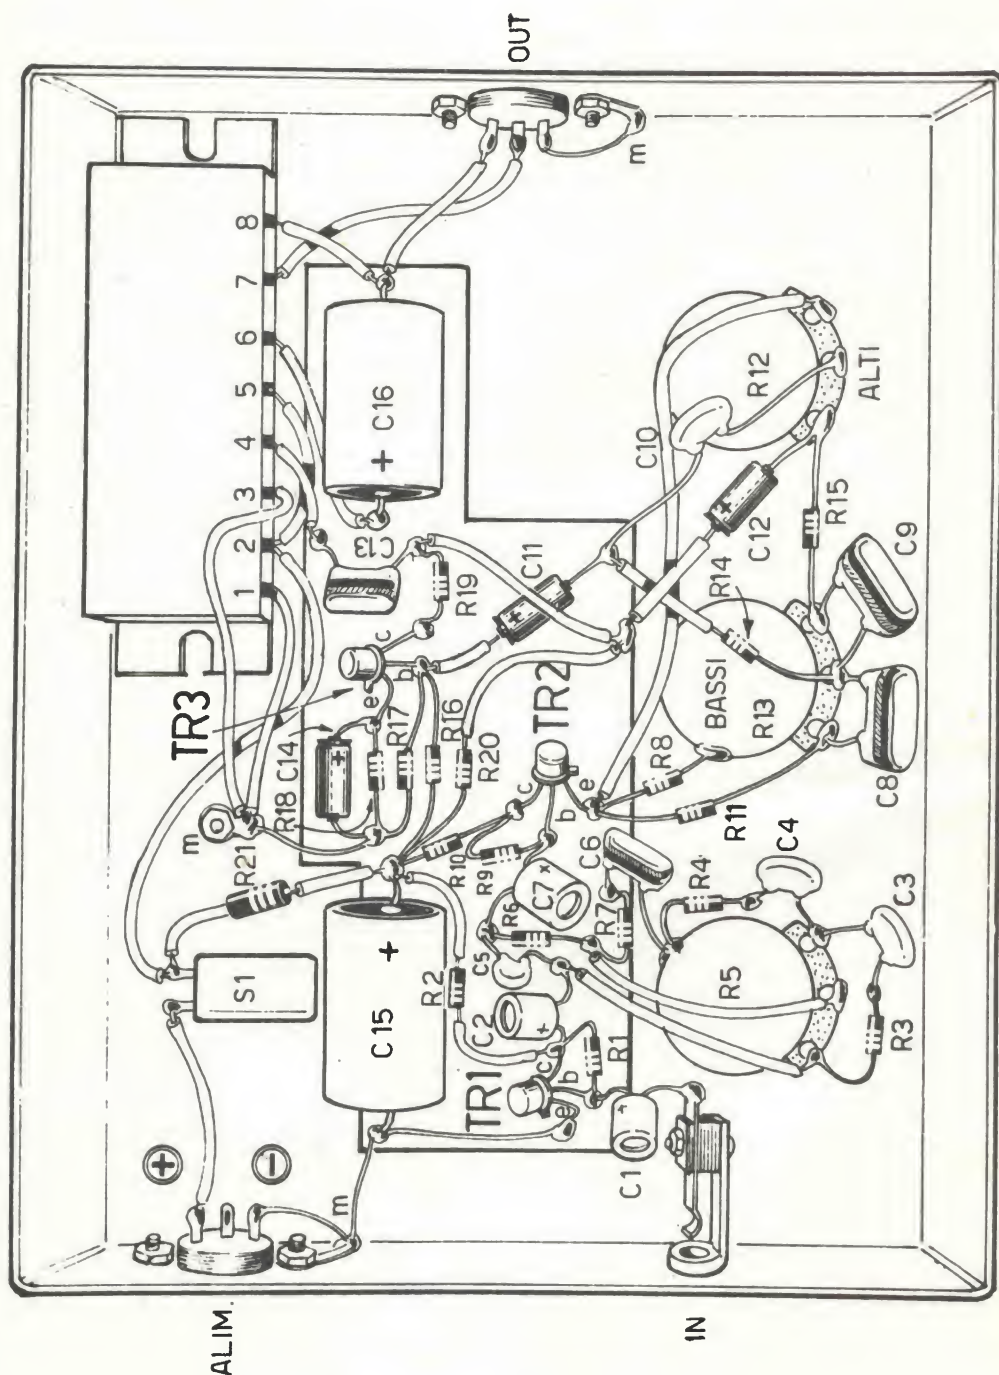 ALIM.
+
−
m
S1
R21
m
TR3
1
2
3
4
5
6
7
8
OUT
m
C15
+
R18
C14
+
R17
R16
R20
e
c
b
C13
R19
C16
+
C11
+
TR1
e
c
b
R2
C2
+
C5
R6
C7
+
R9
R10
c
e
b
TR2
R1
C1
+
R7
C6
IN
R5
R4
C4
C3
R3
R8
R11
BASSI
R13
R14
C8
C9
C10
C12
+
R12
R15
ALTI